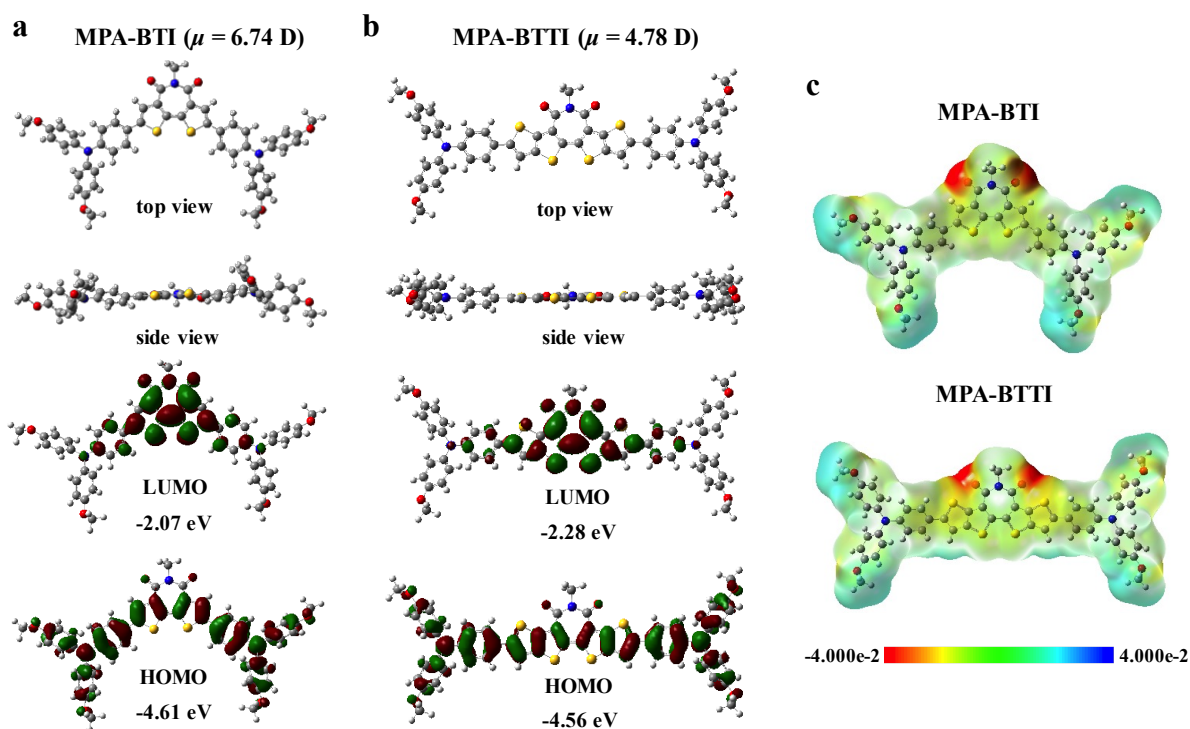 a
MPA-BTI (μ = 6.74 D)
top view
side view
LUMO
-2.07 eV
HOMO
-4.61 eV
b
MPA-BTTI (μ = 4.78 D)
top view
side view
LUMO
-2.28 eV
HOMO
-4.56 eV
c
MPA-BTI
MPA-BTTI
-4.000e-2 4.000e-2